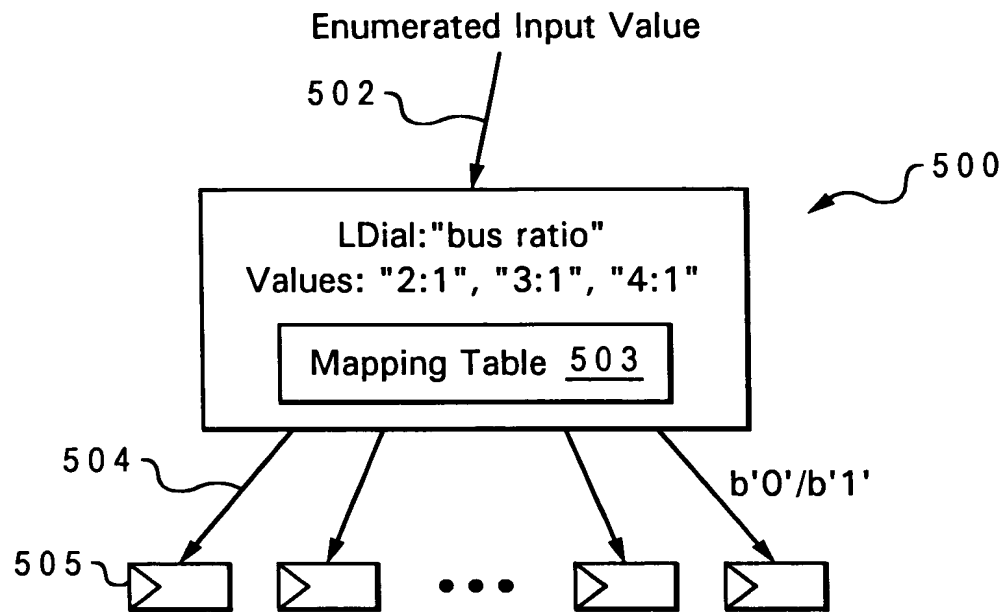 Enumerated Input Value
502
500
LDial:"bus ratio"
Values: "2:1", "3:1", "4:1"
Mapping Table 503
504
b'0'/b'1'
505